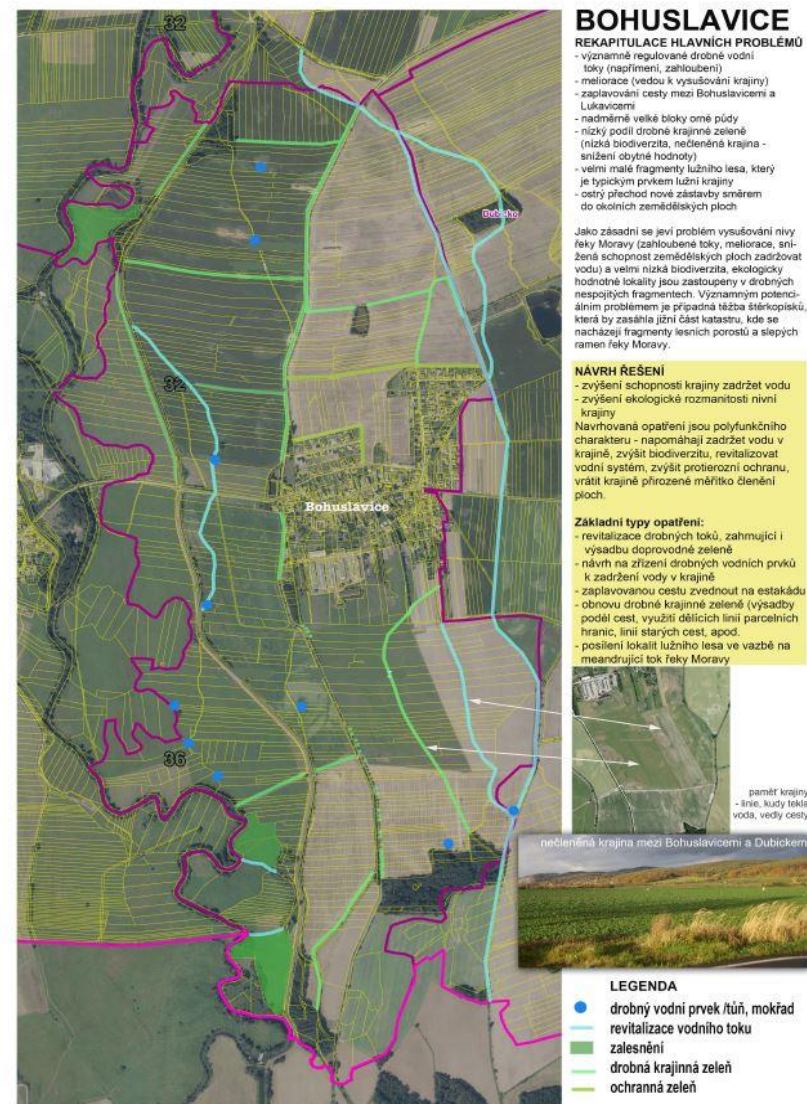 BOHUSLAVICE
REKAPITULACE HLAVNÍCH PROBLÉMŮ
- významně regulované drobné vodní
toky (napřímení, zahloubení)
- meliorace (vedou k vysušování krajiny)
- zaplavování cesty mezi Bohuslavicemi a
Lukavicemi
- nadměrně velké bloky orné půdy
- nízký podíl drobné krajinné zeleně
(nízká biodiverzita, nečleněná krajina -
snížení obytné hodnoty)
- velmi malé fragmenty lužního lesa, který
je typickým prvkem lužní krajiny
- ostrý přechod nové zástavby směrem
do okolních zemědělských ploch
Jako zásadní se jeví problém vysušování nivy
řeky Moravy (zahloubené toky, meliorace, sní-
žená schopnost zemědělských ploch zadržovat
vodu) a velmi nízká biodiverzita, ekologicky
hodnotné lokality jsou zastoupeny v drobných
nespojitých fragmentech. Významným potenci-
álním problémem je případná těžba štěrkopísků,
která by zasáhla jižní část katastru, kde se
nacházejí fragmenty lesních porostů a slepých
ramen řeky Moravy.
NÁVRH ŘEŠENÍ
- zvýšení schopnosti krajiny zadržet vodu
- zvýšení ekologické rozmanitosti nivní
krajiny
Navrhovaná opatření jsou polyfunkčního
charakteru - napomáhají zadržet vodu v
krajině, zvýšit biodiverzitu, revitalizovat
vodní systém, zvýšit protierozní ochranu,
vrátit krajině přirozené měřítko členění
ploch.
Základní typy opatření:
- revitalizace drobných toků, zahrnující i
výsadbu doprovodné zeleně
- návrh na zřízení drobných vodních prvků
k zadržení vody v krajině
- zaplavovanou cestu zvednout na estakádu
- obnovu drobné krajinné zeleně (výsadby
podél cest, využití dělících linií parcelních
hranic, linií starých cest, apod.
- posílení lokalit lužního lesa ve vazbě na
meandrující tok řeky Moravy
paměť krajiny
- linie, kudy tekla
voda, vedly cesty
nečleněná krajina mezi Bohuslavicemi a Dubickem
LEGENDA
drobný vodní prvek /tůň, mokřad
revitalizace vodního toku
zalesnění
drobná krajinná zeleň
ochranná zeleň
32
Dubicko
32
Bohuslavice
36